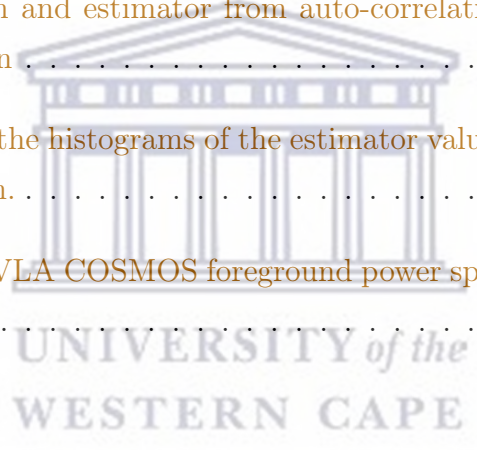 n and estimator from auto-correlati
n . . . . . . . . . . . . . . . . . . .
the histograms of the estimator valu
n. . . . . . . . . . . . . . . . . . . .
VLA COSMOS foreground power sp
. . . . . . . . . . . . . . . . . . . .
UNIVERSITY of the
WESTERN CAPE